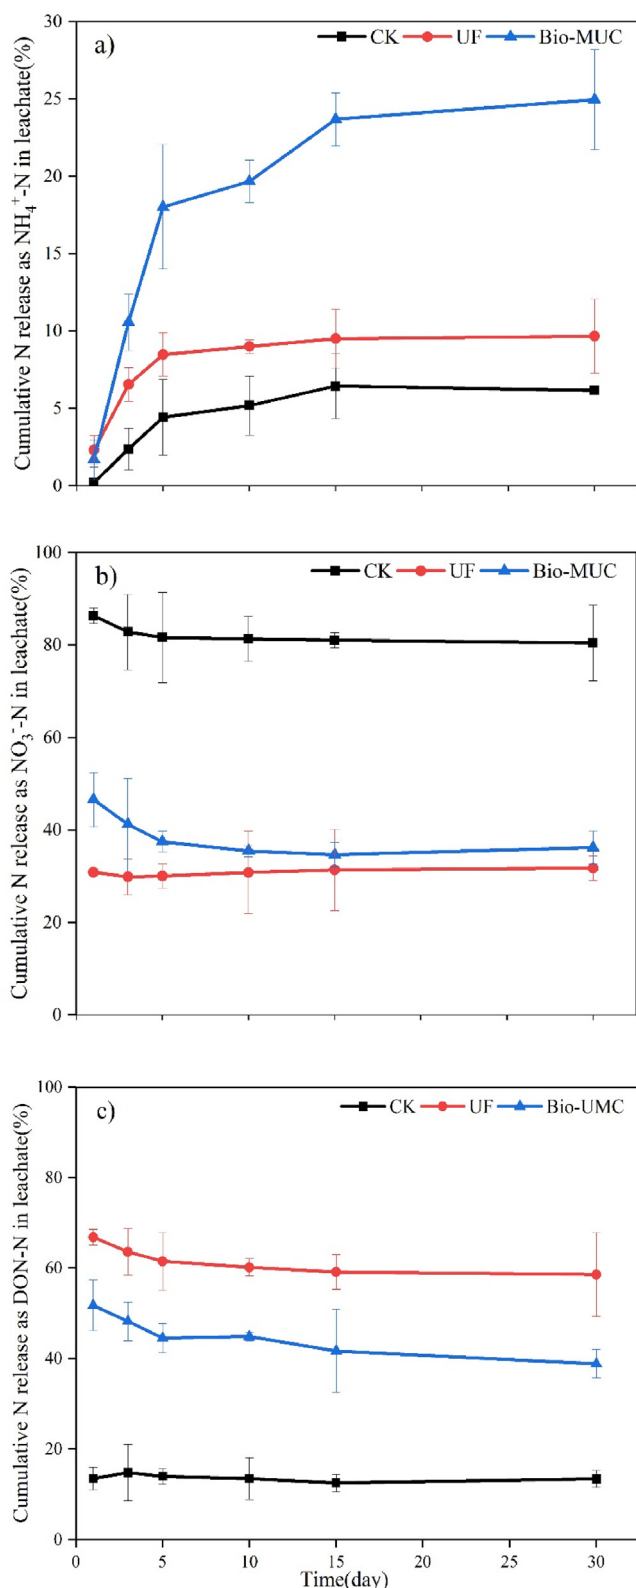 a)
CK UF Bio-MUC
Cumulative N release as NH₄⁺-N in leachate(%)
30
25
20
15
10
5
0
b)
CK UF Bio-MUC
Cumulative N release as NO₃⁻-N in leachate(%)
100
80
60
40
20
0
c)
CK UF Bio-UMC
Cumulative N release as DON-N in leachate(%)
100
80
60
40
20
0
0 5 10 15 20 25 30
Time(day)